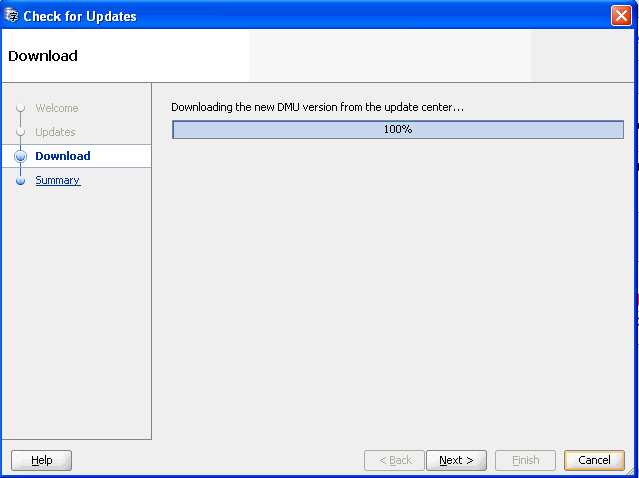 Check for Updates
Download
Welcome
Updates
Download
Summary
Downloading the new DMU version from the update center...
100%
Help
< Back
Next >
Finish
Cancel